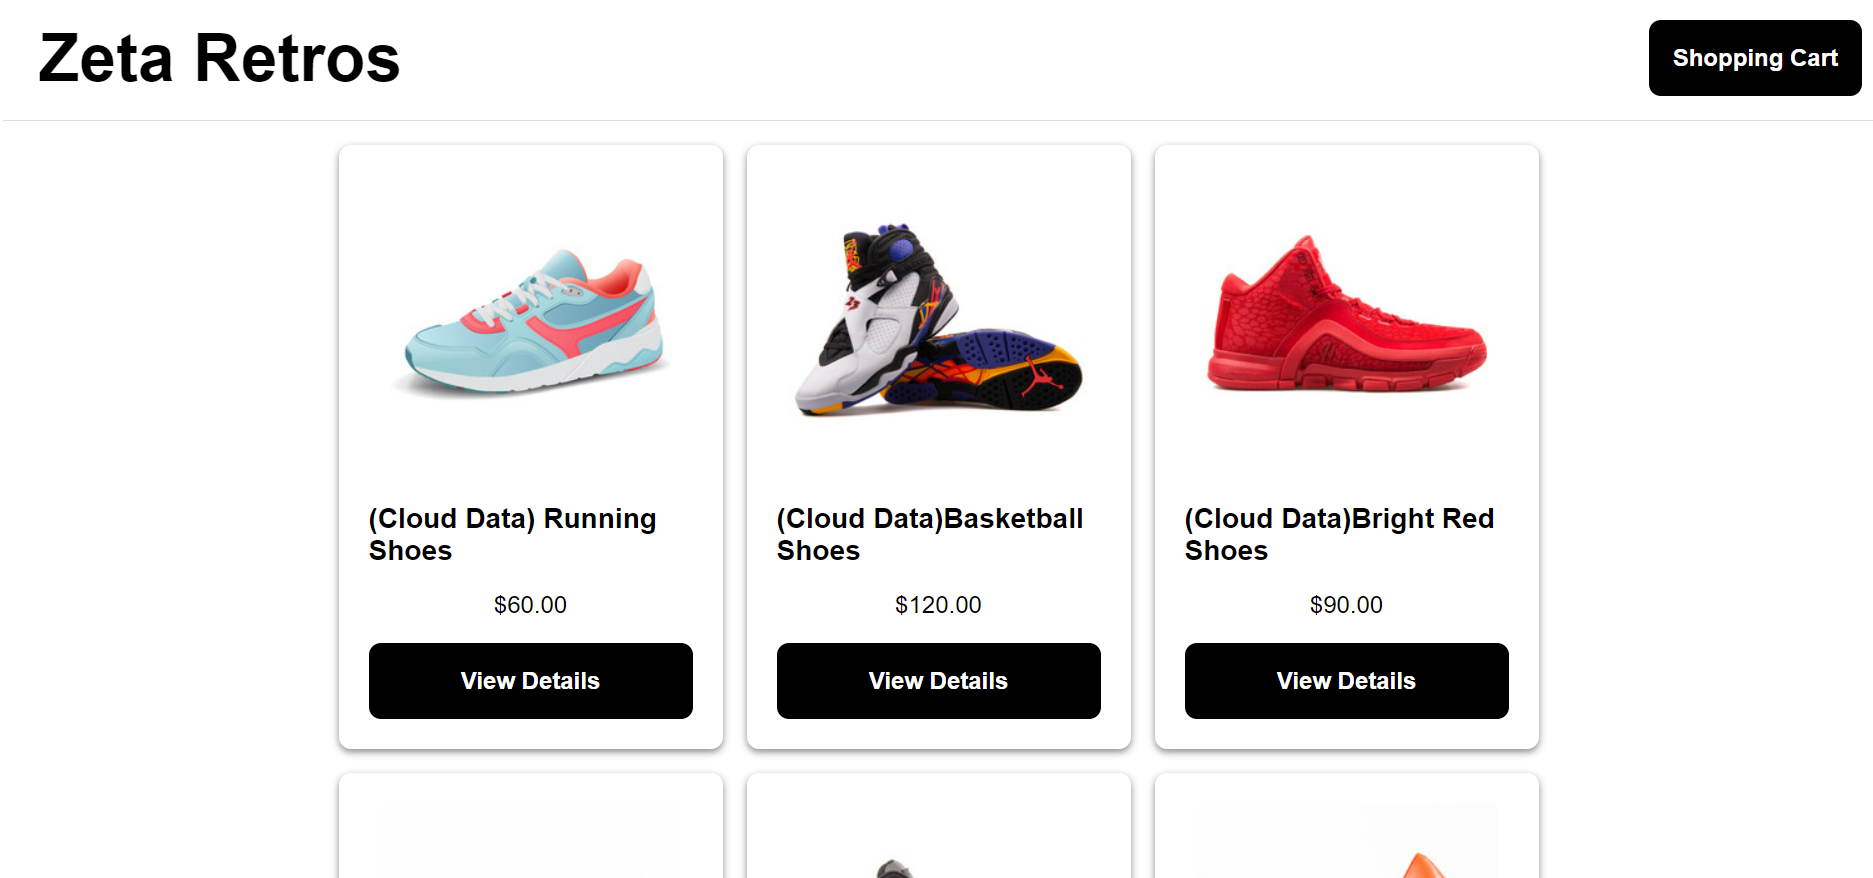 Zeta Retros
Shopping Cart
23
(Cloud Data) Running
Shoes
$60.00
View Details
(Cloud Data)Basketball
Shoes
$120.00
View Details
(Cloud Data)Bright Red
Shoes
$90.00
View Details